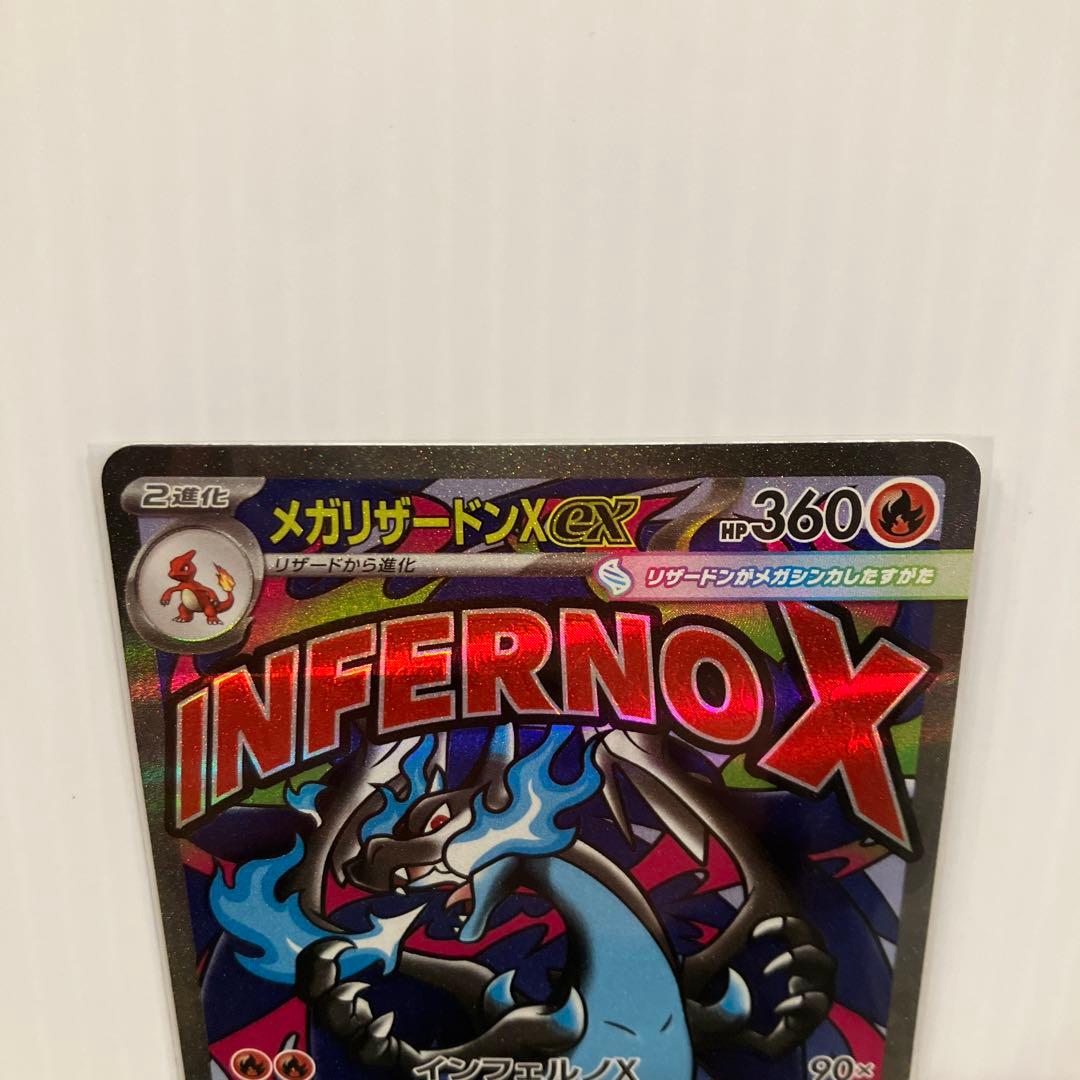 2進化
メガリザードンXex
HP360
リザードから進化
リザードンがメガシンカしたすがた
INFERNO X
インフェルノX 90×